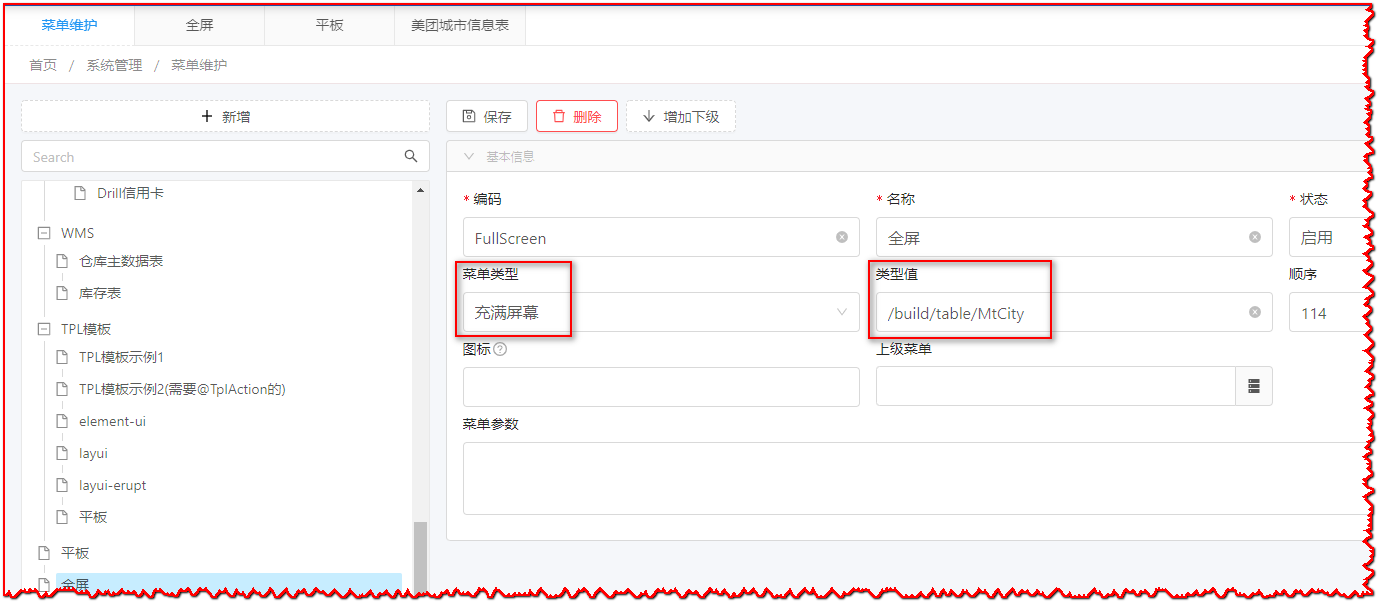 菜单维护 全屏 平板 美团城市信息表
首页 / 系统管理 / 菜单维护
+ 新增
保存 删除 增加下级
Search
基本信息
Drill信用卡
WMS
仓库主数据表
库存表
TPL模板
TPL模板示例1
TPL模板示例2(需要@TplAction的)
element-ui
layui
layui-erupt
平板
平板
全屏
* 编码 * 名称 * 状态
FullScreen 全屏 启用
菜单类型 类型值 顺序
充满屏幕 /build/table/MtCity 114
图标 上级菜单
菜单参数